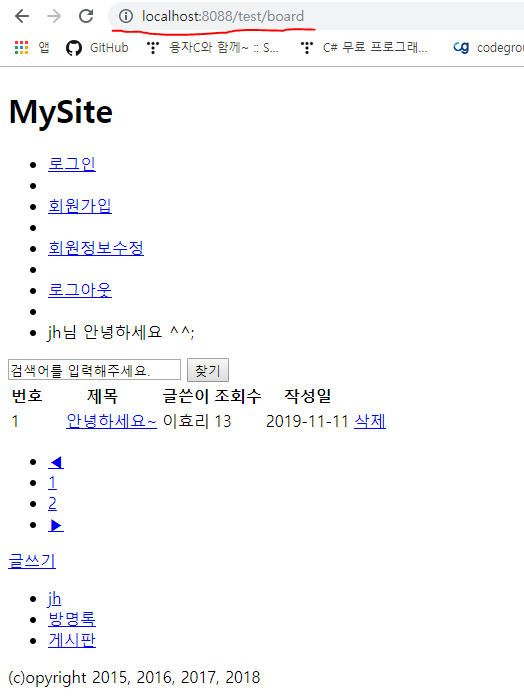 localhost:8088/test/board
앱 GitHub 용자C와 함께~ :: S... C# 무료 프로그래... codegrou
MySite
로그인
회원가입
회원정보수정
로그아웃
jh님 안녕하세요 ^^;
검색어를 입력해주세요. 찾기
번호 제목 글쓴이 조회수 작성일
1 안녕하세요~ 이효리 13 2019-11-11 삭제
◀
1
2
▶
글쓰기
jh
방명록
게시판
(c)opyright 2015, 2016, 2017, 2018